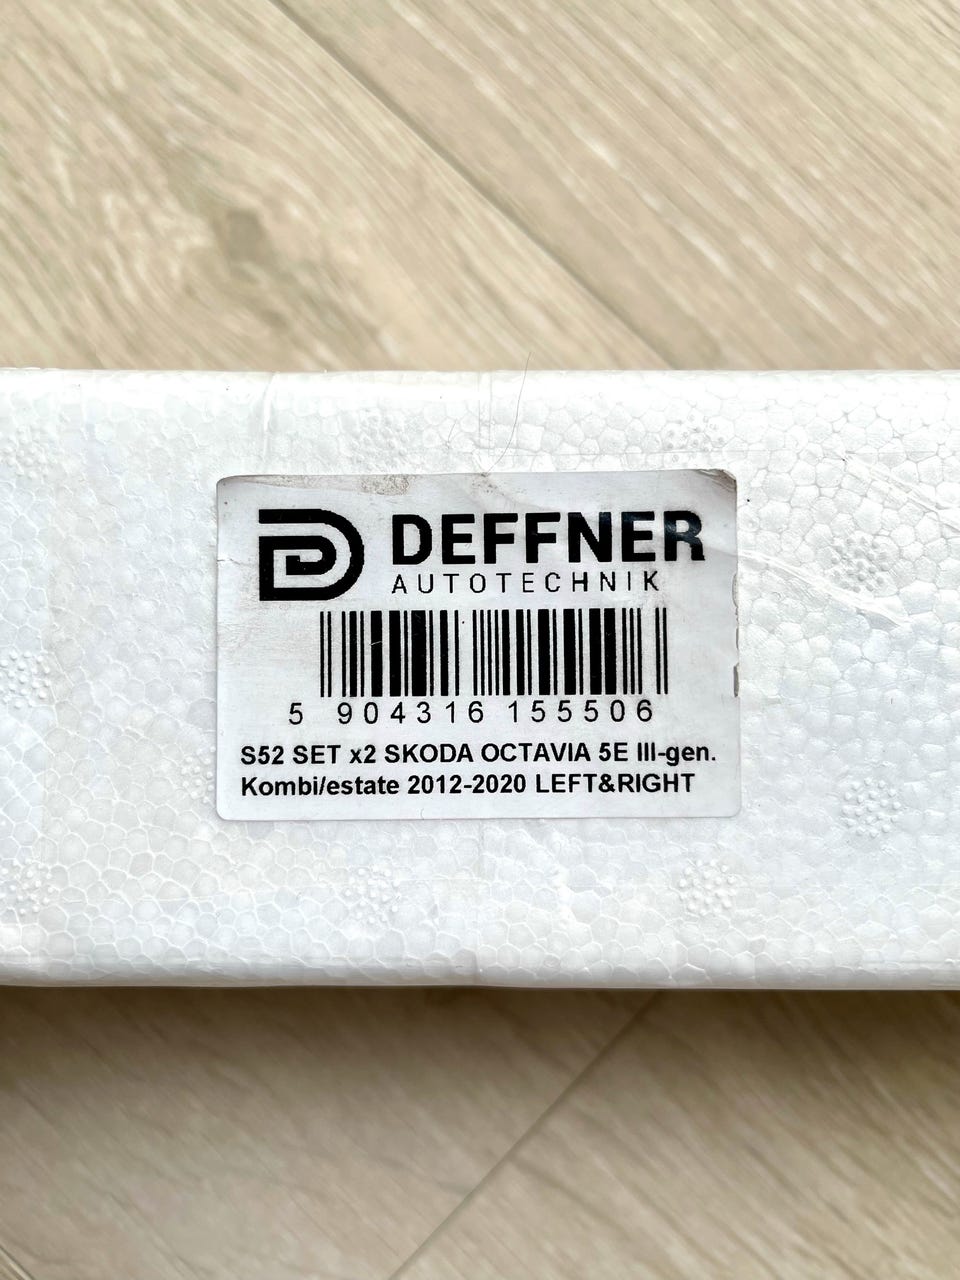 DEFFNER
AUTOTECHNIK
5 904316 155506
S52 SET x2 SKODA OCTAVIA 5E III-gen.
Kombi/estate 2012-2020 LEFT&RIGHT